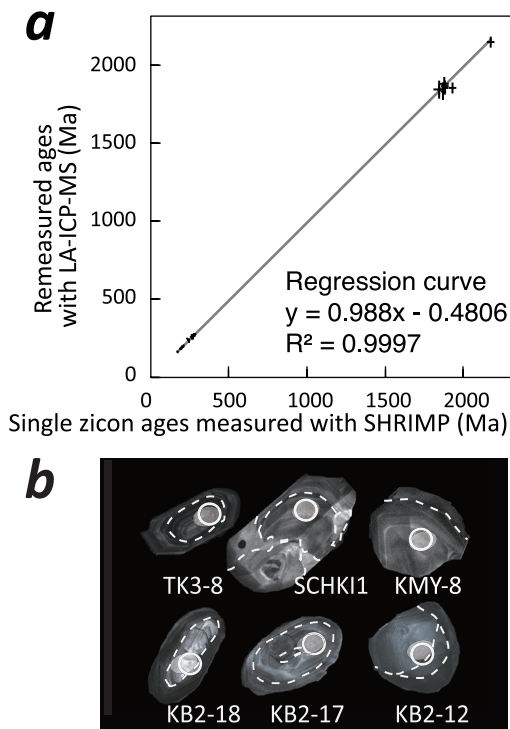 a
Remeasured ages
with LA-ICP-MS (Ma)
2000
1500
1000
500
0
Regression curve
y = 0.988x - 0.4806
R² = 0.9997
0 500 1000 1500 2000
Single zicon ages measured with SHRIMP (Ma)
b
TK3-8 SCHKI1 KMY-8
KB2-18 KB2-17 KB2-12